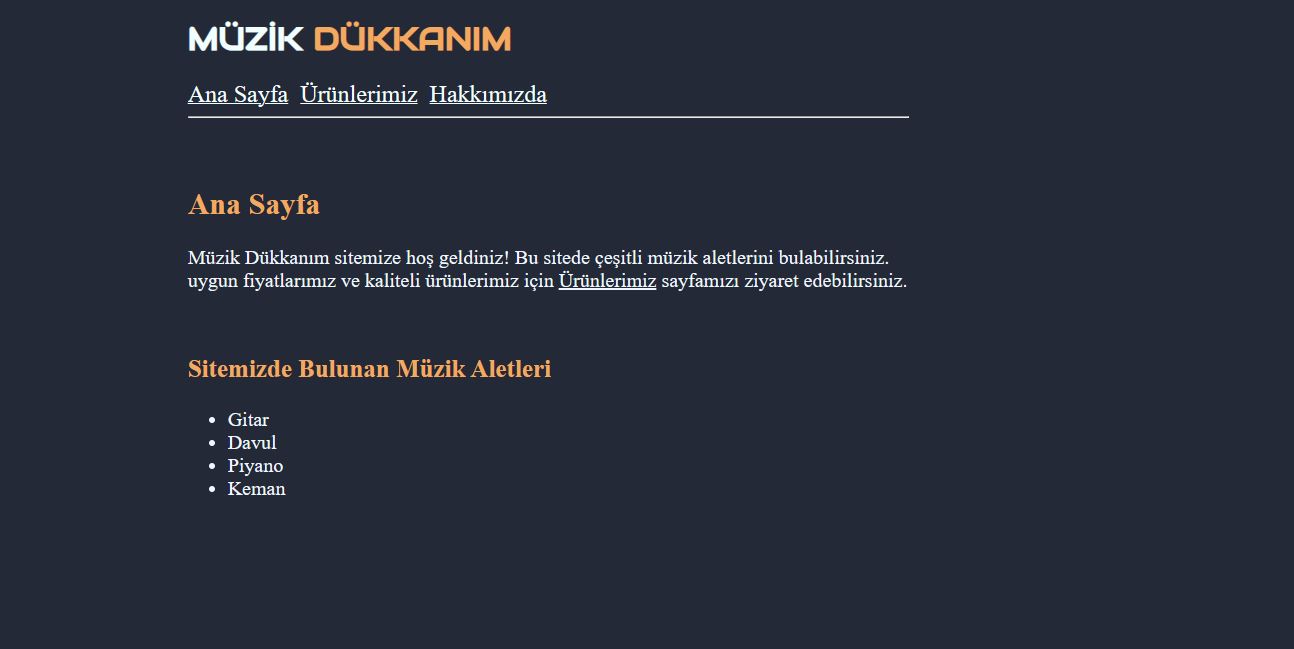 MÜZİK DÜKKANIM
Ana Sayfa Ürünlerimiz Hakkımızda
Ana Sayfa
Müzik Dükkanım sitemize hoş geldiniz! Bu sitede çeşitli müzik aletlerini bulabilirsiniz.
uygun fiyatlarımız ve kaliteli ürünlerimiz için Ürünlerimiz sayfamızı ziyaret edebilirsiniz.
Sitemizde Bulunan Müzik Aletleri
• Gitar
• Davul
• Piyano
• Keman